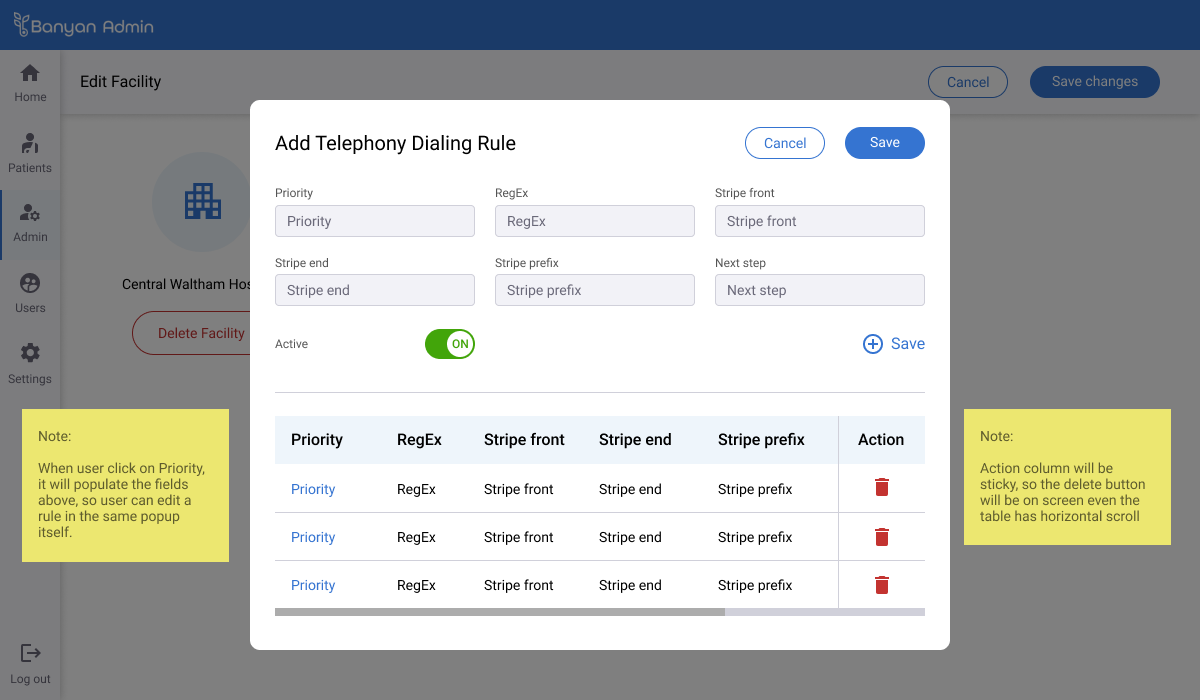 Banyan Admin
Edit Facility
Cancel
Save changes
Home
Patients
Admin
Users
Settings
Log out
Central Waltham Hos
Delete Facility
Add Telephony Dialing Rule
Cancel
Save
Priority
RegEx
Stripe front
Priority
RegEx
Stripe front
Stripe end
Stripe prefix
Next step
Stripe end
Stripe prefix
Next step
Active
ON
Save
Priority RegEx Stripe front Stripe end Stripe prefix Action
Priority RegEx Stripe front Stripe end Stripe prefix
Priority RegEx Stripe front Stripe end Stripe prefix
Priority RegEx Stripe front Stripe end Stripe prefix
Note:
When user click on Priority,
it will populate the fields
above, so user can edit a
rule in the same popup
itself.
Note:
Action column will be
sticky, so the delete button
will be on screen even the
table has horizontal scroll